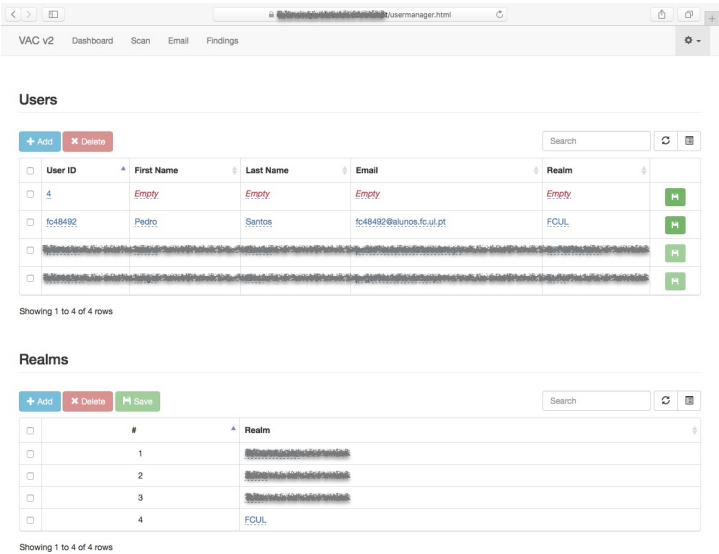 /usermanager.html
VAC v2 Dashboard Scan Email Findings
Users
Add Delete Search
User ID First Name Last Name Email Realm
4 Empty Empty Empty Empty
fc48492 Pedro Santos fc48492@alunos.fc.ul.pt FCUL
Showing 1 to 4 of 4 rows
Realms
Add Delete Save Search
# Realm
1
2
3
4 FCUL
Showing 1 to 4 of 4 rows